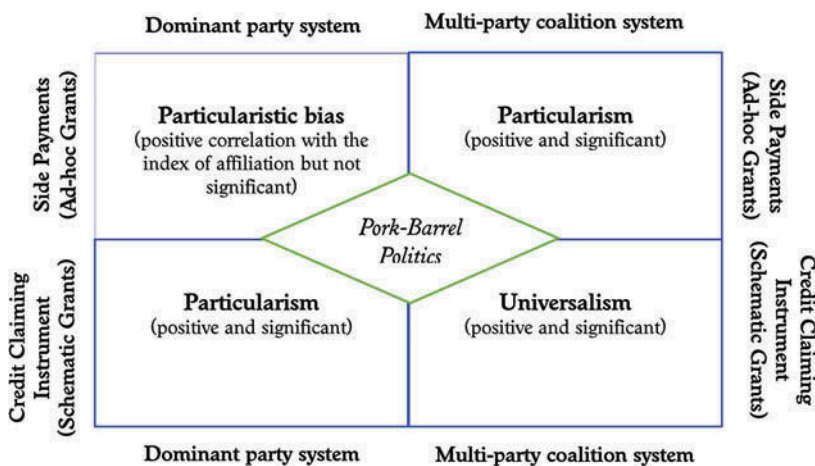 Dominant party system
Multi-party coalition system
Side Payments
(Ad-hoc Grants)
Particularistic bias
(positive correlation with the
index of affiliation but not
significant)
Particularism
(positive and significant)
Side Payments
(Ad-hoc Grants)
Pork-Barrel
Politics
Credit Claiming
Instrument
(Schematic Grants)
Particularism
(positive and significant)
Universalism
(positive and significant)
Credit Claiming
Instrument
(Schematic Grants)
Dominant party system
Multi-party coalition system